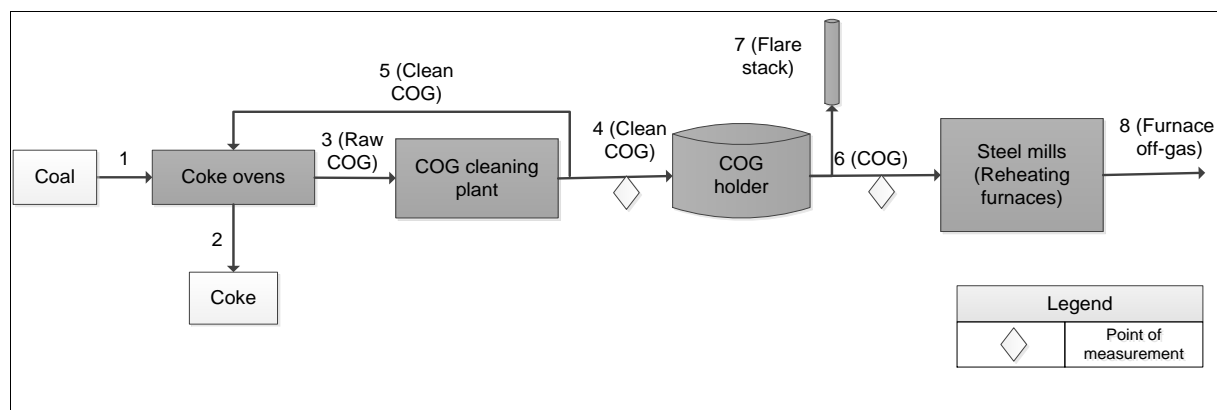 7 (Flare
stack)
5 (Clean
COG)
8 (Furnace
off-gas)
4 (Clean
COG)
3 (Raw
COG)
1
6 (COG)
Coal
Coke ovens
COG cleaning
plant
COG
holder
Steel mills
(Reheating
furnaces)
2
Coke
Legend
Point of
measurement